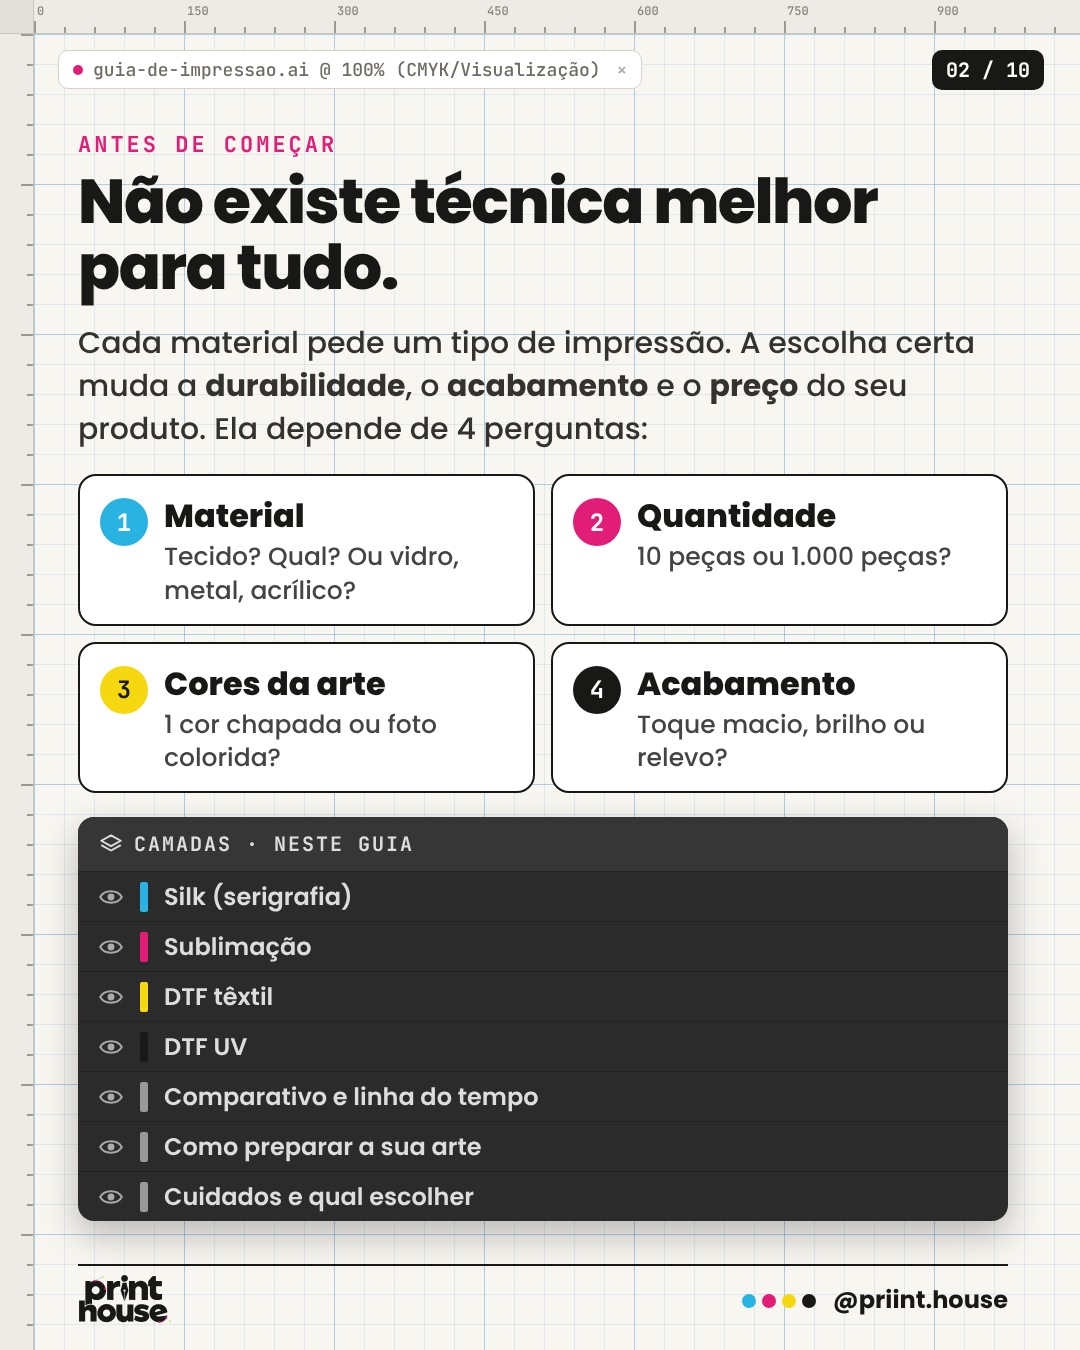 0 150 300 450 600 750 900
guia-de-impressao.ai @ 100% (CMYK/Visualização) ×
02 / 10
ANTES DE COMEÇAR
Não existe técnica melhor
para tudo.
Cada material pede um tipo de impressão. A escolha certa
muda a durabilidade, o acabamento e o preço do seu
produto. Ela depende de 4 perguntas:
1 Material
Tecido? Qual? Ou vidro,
metal, acrílico?
2 Quantidade
10 peças ou 1.000 peças?
3 Cores da arte
1 cor chapada ou foto
colorida?
4 Acabamento
Toque macio, brilho ou
relevo?
CAMADAS · NESTE GUIA
Silk (serigrafia)
Sublimação
DTF têxtil
DTF UV
Comparativo e linha do tempo
Como preparar a sua arte
Cuidados e qual escolher
print
house
@priint.house